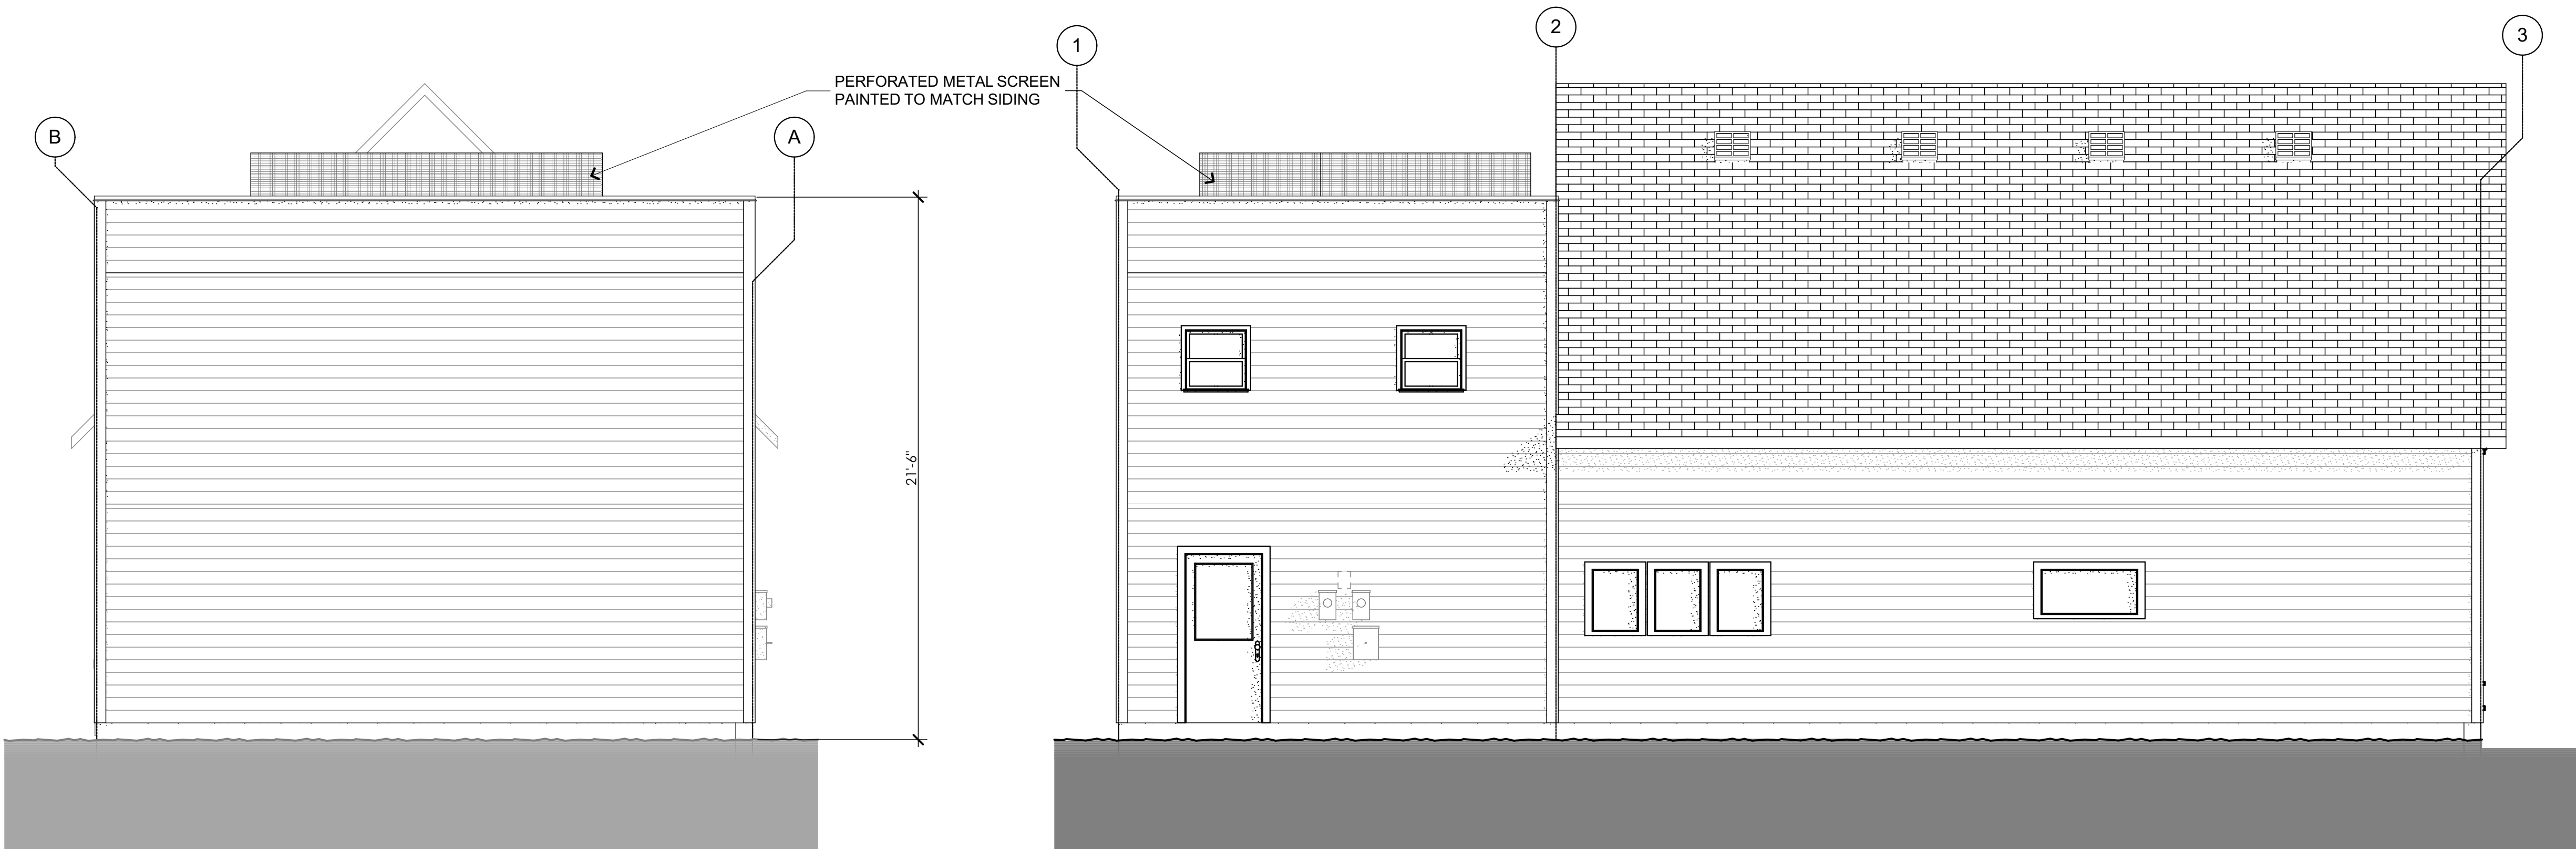 2
3
1
PERFORATED METAL SCREEN
PAINTED TO MATCH SIDING
B
A
21'-6"